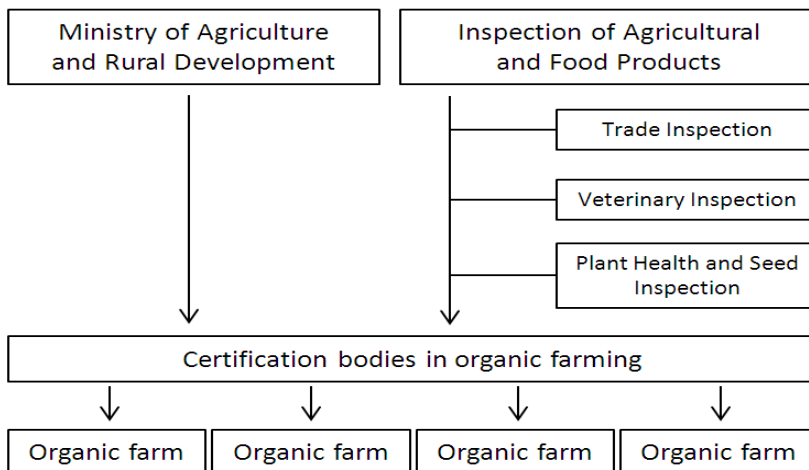 Ministry of Agriculture
and Rural Development
Inspection of Agricultural
and Food Products
Trade Inspection
Veterinary Inspection
Plant Health and Seed
Inspection
Certification bodies in organic farming
Organic farm
Organic farm
Organic farm
Organic farm